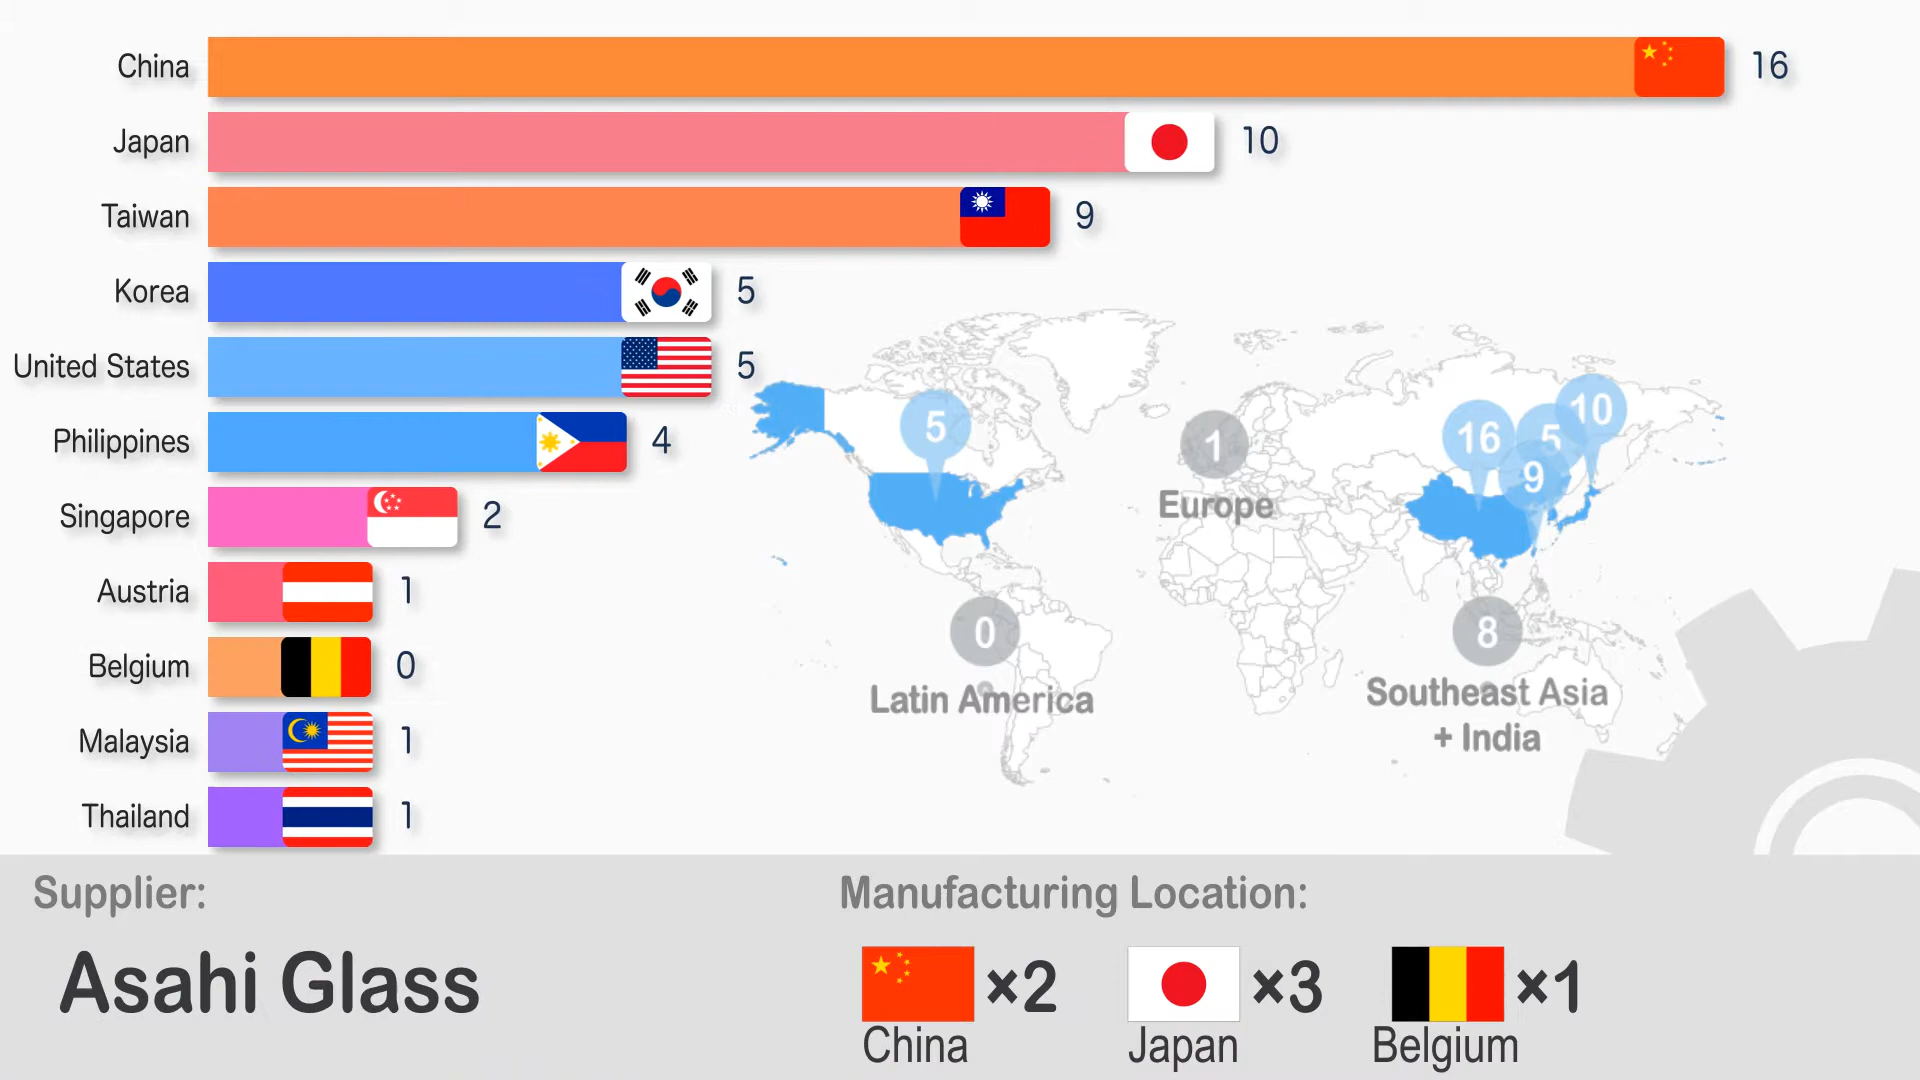 China 16
Japan 10
Taiwan 9
Korea 5
United States 5
Philippines 4
Singapore 2
Austria 1
Belgium 0
Malaysia 1
Thailand 1
5
1
Europe
16
5
10
9
0
Latin America
8
Southeast Asia
+ India
Supplier:
Asahi Glass
Manufacturing Location:
×2
×3
×1
China
Japan
Belgium